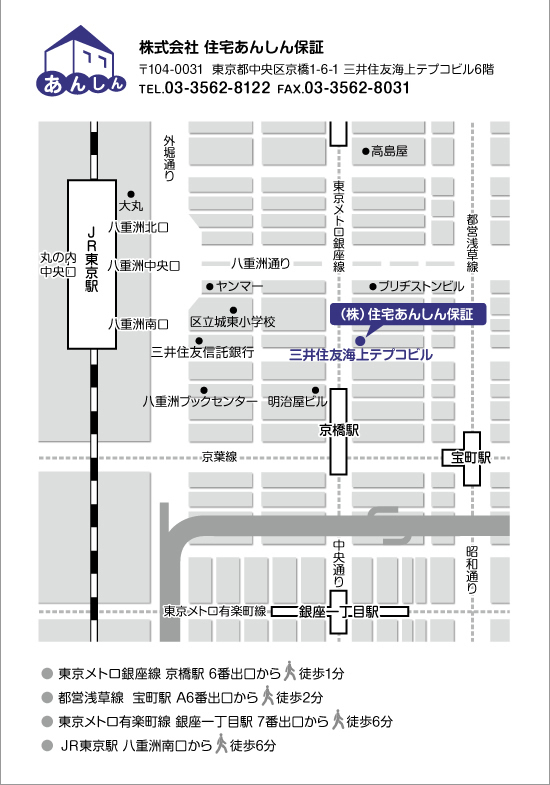 株式会社 住宅あんしん保証
〒104-0031 東京都中央区京橋1-6-1 三井住友海上テプコビル6階
あんしん
TEL.03-3562-8122 FAX.03-3562-8031
外堀通り
高島屋
東京メトロ銀座線
大丸
都営浅草線
八重洲北口
JR東京駅
丸の内
中央口
八重洲中央口
八重洲通り
ヤンマー
ブリヂストンビル
区立城東小学校
(株)住宅あんしん保証
八重洲南口
三井住友信託銀行
三井住友海上テプコビル
八重洲ブックセンター
明治屋ビル
京橋駅
京葉線
宝町駅
中央通り
昭和通り
東京メトロ有楽町線
銀座一丁目駅
東京メトロ銀座線 京橋駅 6番出口から 徒歩1分
都営浅草線 宝町駅 A6番出口から 徒歩2分
東京メトロ有楽町線 銀座一丁目駅 7番出口から 徒歩6分
JR東京駅 八重洲南口から 徒歩6分